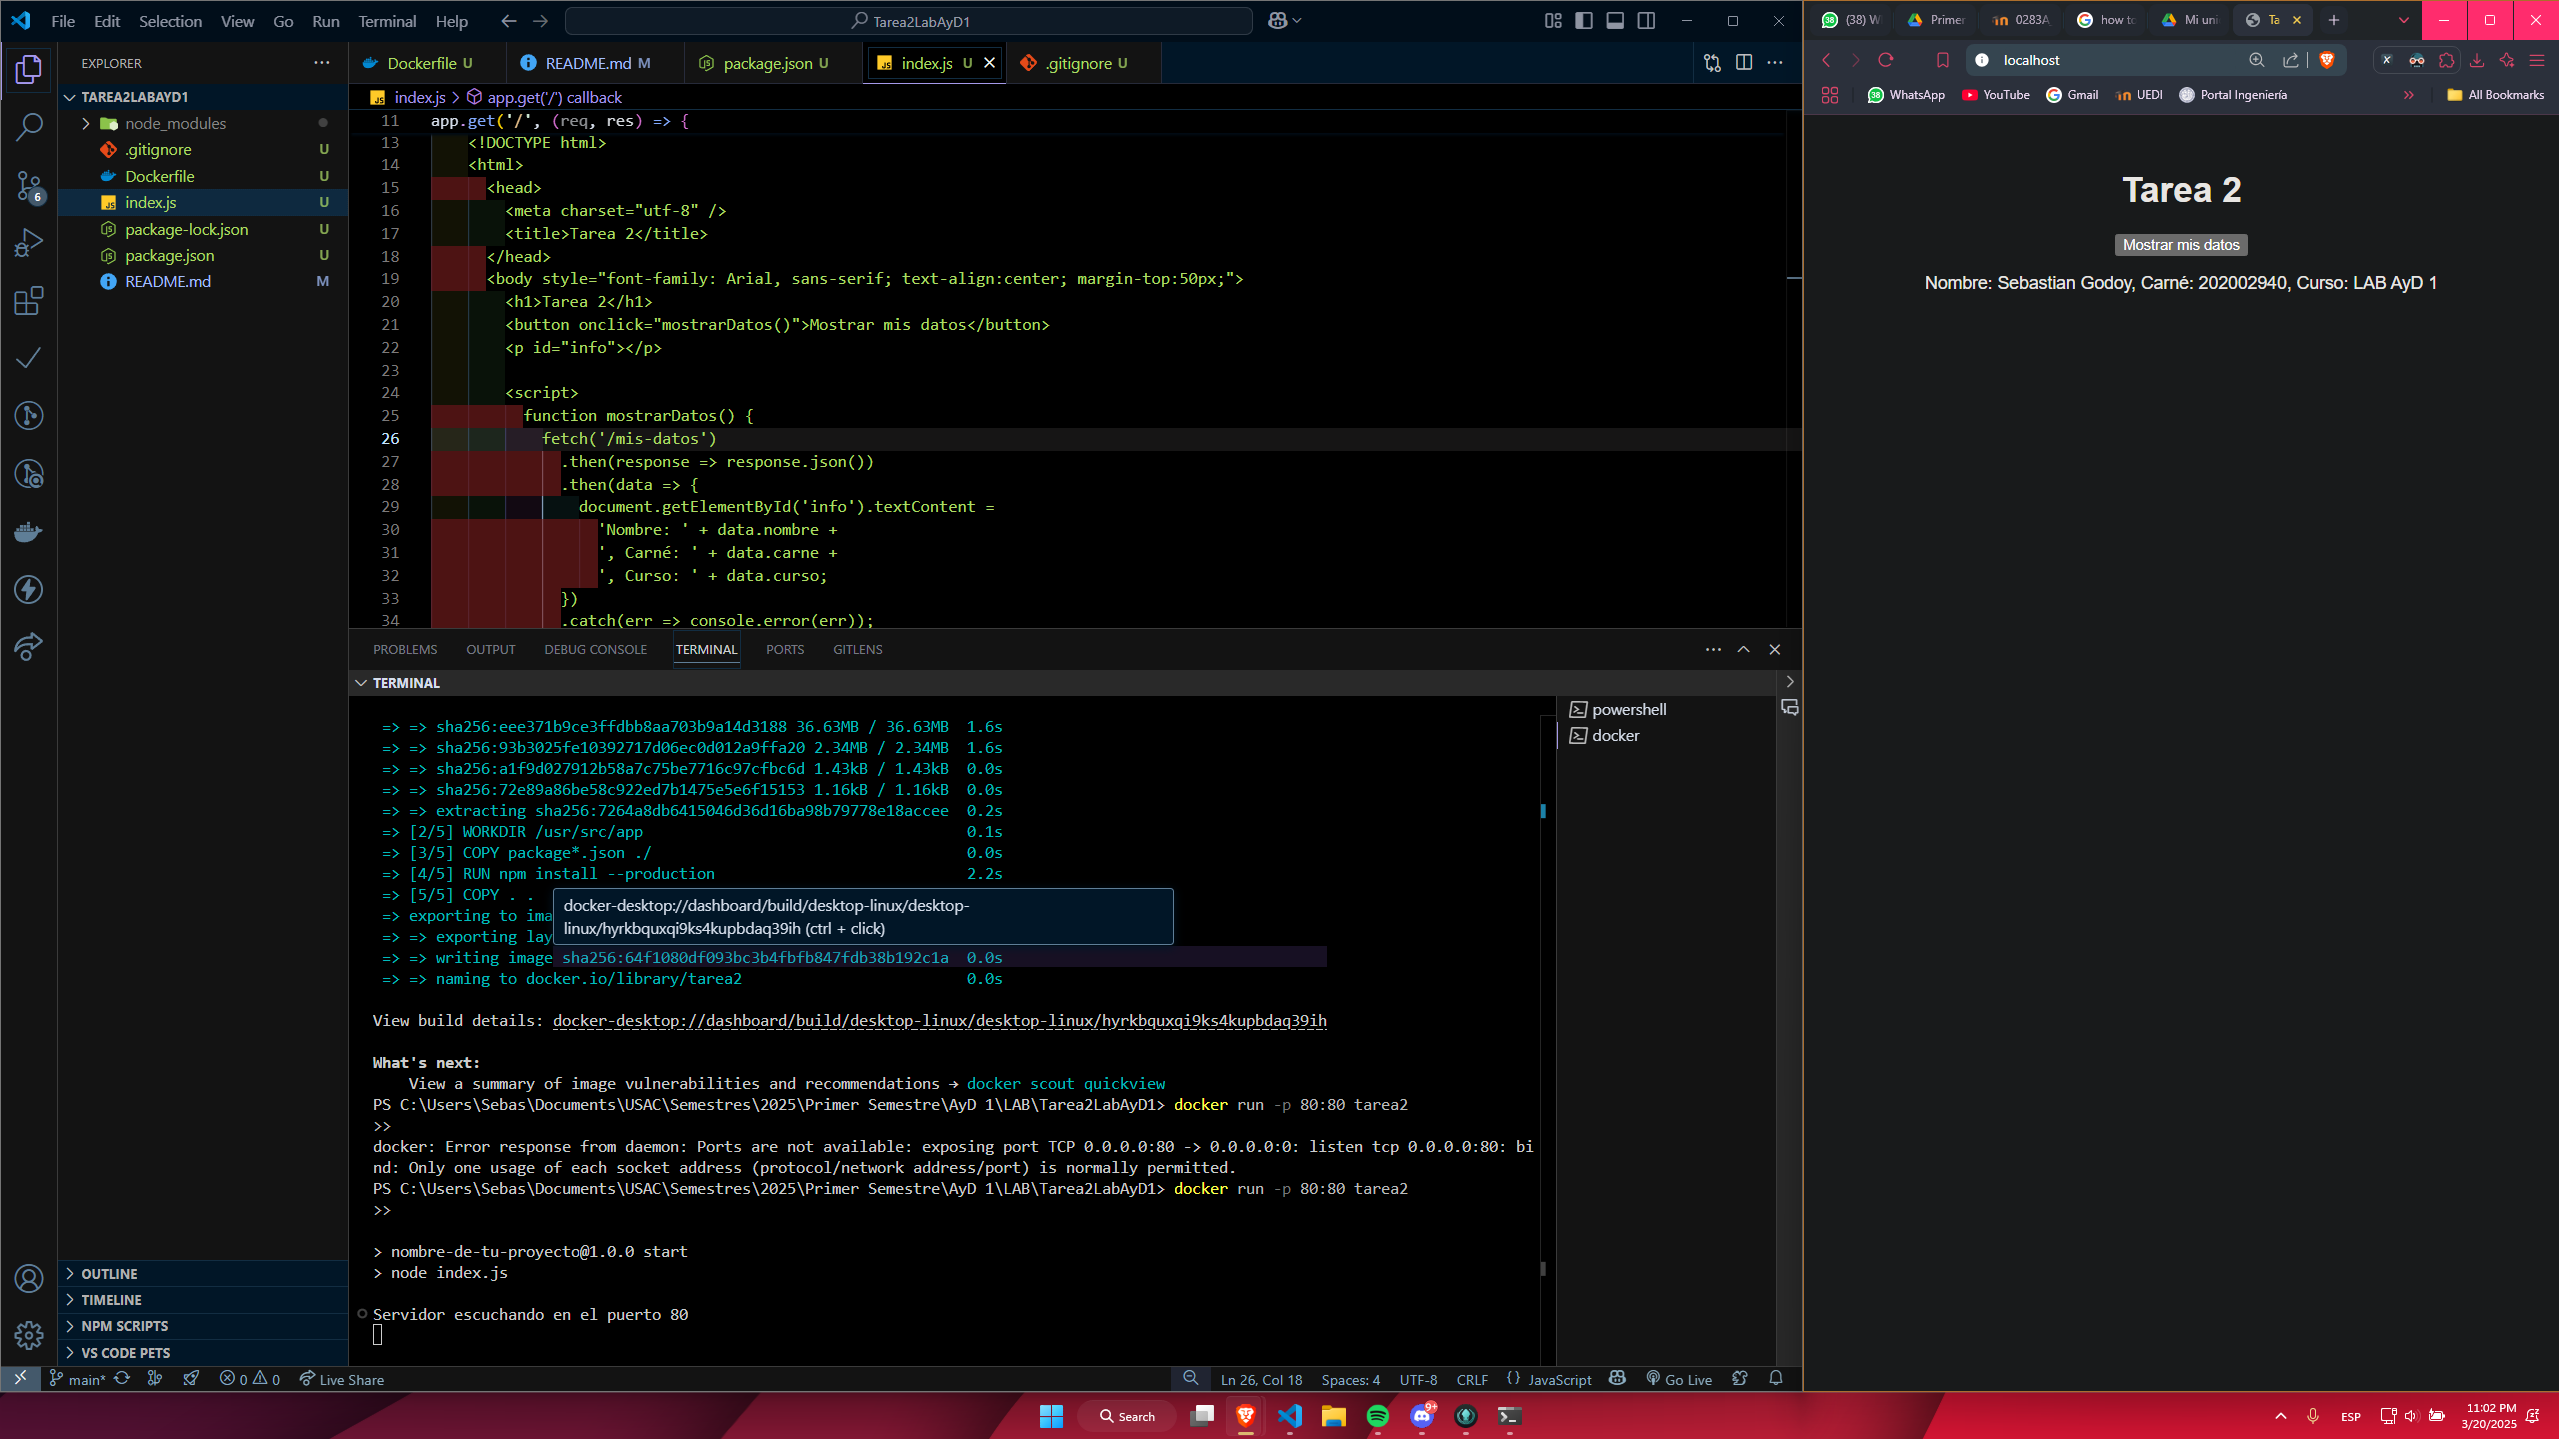 File Edit Selection View Go Run Terminal Help
Tarea2LabAyD1
EXPLORER
TAREA2LABAYD1
node_modules
.gitignore U
Dockerfile U
index.js U
package-lock.json U
package.json U
README.md M
OUTLINE
TIMELINE
NPM SCRIPTS
VS CODE PETS
6
Dockerfile U README.md M package.json U index.js U .gitignore U
index.js > app.get('/') callback
11 app.get('/', (req, res) => {
13 <!DOCTYPE html>
14 <html>
15 <head>
16 <meta charset="utf-8" />
17 <title>Tarea 2</title>
18 </head>
19 <body style="font-family: Arial, sans-serif; text-align:center; margin-top:50px;">
20 <h1>Tarea 2</h1>
21 <button onclick="mostrarDatos()">Mostrar mis datos</button>
22 <p id="info"></p>
23
24 <script>
25 function mostrarDatos() {
26 fetch('/mis-datos')
27 .then(response => response.json())
28 .then(data => {
29 document.getElementById('info').textContent =
30 'Nombre: ' + data.nombre +
31 ', Carné: ' + data.carne +
32 ', Curso: ' + data.curso;
33 })
34 .catch(err => console.error(err));
PROBLEMS OUTPUT DEBUG CONSOLE TERMINAL PORTS GITLENS
TERMINAL
powershell
docker
=> => sha256:eee371b9ce3ffdbb8aa703b9a14d3188 36.63MB / 36.63MB 1.6s
=> => sha256:93b3025fe10392717d06ec0d012a9ffa20 2.34MB / 2.34MB 1.6s
=> => sha256:a1f9d027912b58a7c75be7716c97cfbc6d 1.43kB / 1.43kB 0.0s
=> => sha256:72e89a86be58c922ed7b1475e5e6f15153 1.16kB / 1.16kB 0.0s
=> => extracting sha256:7264a8db6415046d36d16ba98b79778e18accee 0.2s
=> [2/5] WORKDIR /usr/src/app 0.1s
=> [3/5] COPY package*.json ./ 0.0s
=> [4/5] RUN npm install --production 2.2s
=> [5/5] COPY . .
=> exporting to ima
=> => exporting lay
docker-desktop://dashboard/build/desktop-linux/desktop-
linux/hyrkbquxqi9ks4kupbdaq39ih (ctrl + click)
=> => writing image sha256:64f1080df093bc3b4fbfb847fdb38b192c1a 0.0s
=> => naming to docker.io/library/tarea2 0.0s
View build details: docker-desktop://dashboard/build/desktop-linux/desktop-linux/hyrkbquxqi9ks4kupbdaq39ih
What's next:
View a summary of image vulnerabilities and recommendations → docker scout quickview
PS C:\Users\Sebas\Documents\USAC\Semestres\2025\Primer Semestre\AyD 1\LAB\Tarea2LabAyD1> docker run -p 80:80 tarea2
>>
docker: Error response from daemon: Ports are not available: exposing port TCP 0.0.0.0:80 -> 0.0.0.0:0: listen tcp 0.0.0.0:80: bi
nd: Only one usage of each socket address (protocol/network address/port) is normally permitted.
PS C:\Users\Sebas\Documents\USAC\Semestres\2025\Primer Semestre\AyD 1\LAB\Tarea2LabAyD1> docker run -p 80:80 tarea2
>>
> nombre-de-tu-proyecto@1.0.0 start
> node index.js
Servidor escuchando en el puerto 80
main* 0 0 Live Share Ln 26, Col 18 Spaces: 4 UTF-8 CRLF {} JavaScript Go Live
(38) W Primer 0283A how to Mi uni Ta
localhost
WhatsApp YouTube Gmail UEDI Portal Ingeniería All Bookmarks
Tarea 2
Mostrar mis datos
Nombre: Sebastian Godoy, Carné: 202002940, Curso: LAB AyD 1
Search
9+
ESP
11:02 PM
3/20/2025